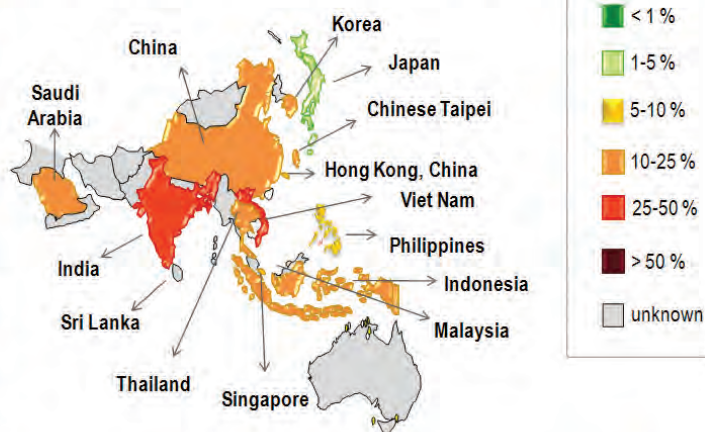 Korea
China
Japan
Saudi
Arabia
Chinese Taipei
Hong Kong, China
Viet Nam
Philippines
India
Indonesia
Sri Lanka
Malaysia
Thailand
Singapore
< 1 %
1-5 %
5-10 %
10-25 %
25-50 %
> 50 %
unknown